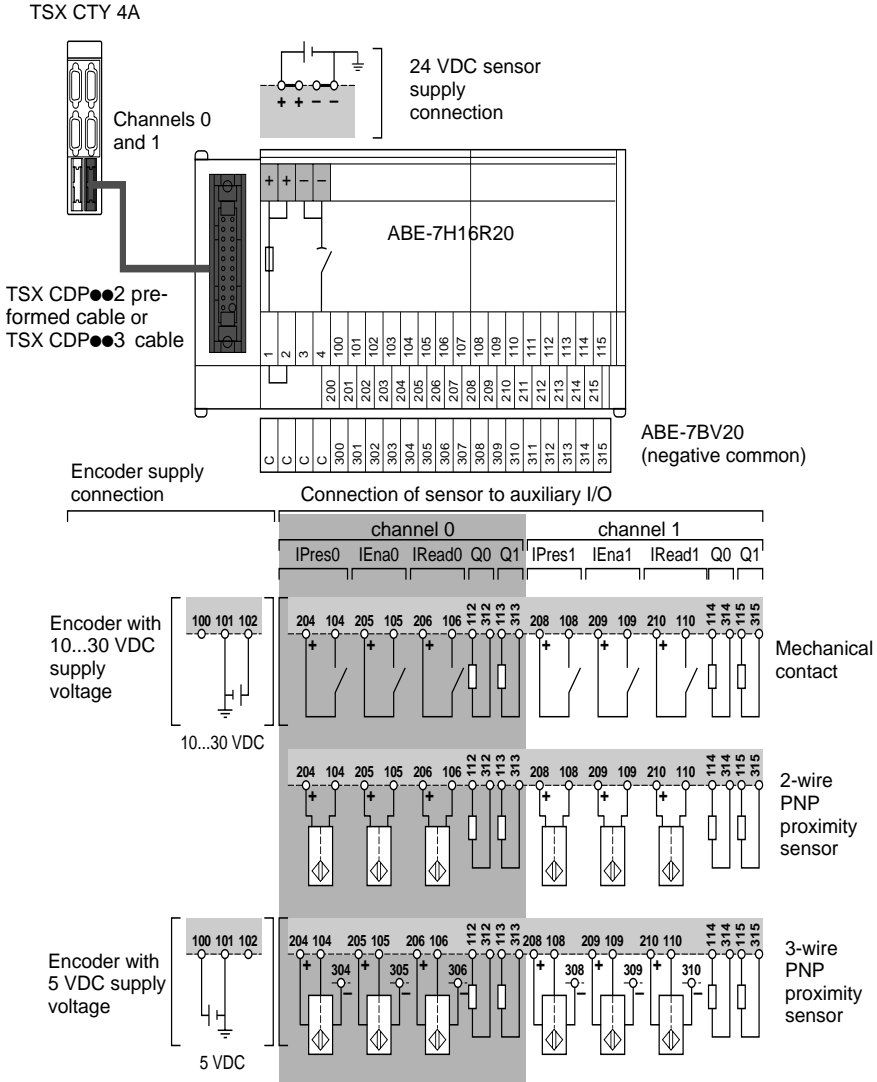 TSX CTY 4A
24 VDC sensor
supply
connection
+ + − −
Channels 0
and 1
+ + − −
ABE-7H16R20
TSX CDP●●2 pre-
formed cable or
TSX CDP●●3 cable
1 2 3 4 100 101 102 103 104 105 106 107 108 109 110 111 112 113 114 115
200 201 202 203 204 205 206 207 208 209 210 211 212 213 214 215
C C C C 300 301 302 303 304 305 306 307 308 309 310 311 312 313 314 315
ABE-7BV20
(negative common)
Encoder supply
connection
Connection of sensor to auxiliary I/O
channel 0 channel 1
IPres0 IEna0 IRead0 Q0 Q1 IPres1 IEna1 IRead1 Q0 Q1
Encoder with
10...30 VDC
supply
voltage
100 101 102
10...30 VDC
204 104 205 105 206 106 112 312 113 313 208 108 209 109 210 110 114 314 115 315
+ + + + + +
Mechanical
contact
204 104 205 105 206 106 112 312 113 313 208 108 209 109 210 110 114 314 115 315
+ + + + + +
2-wire
PNP
proximity
sensor
Encoder with
5 VDC supply
voltage
100 101 102
5 VDC
204 104 205 105 206 106 112 312 113 313 208 108 209 109 210 110 114 314 115 315
+ 304 + 305 + 306 + 308 + 309 + 310
− − − − − −
3-wire
PNP
proximity
sensor